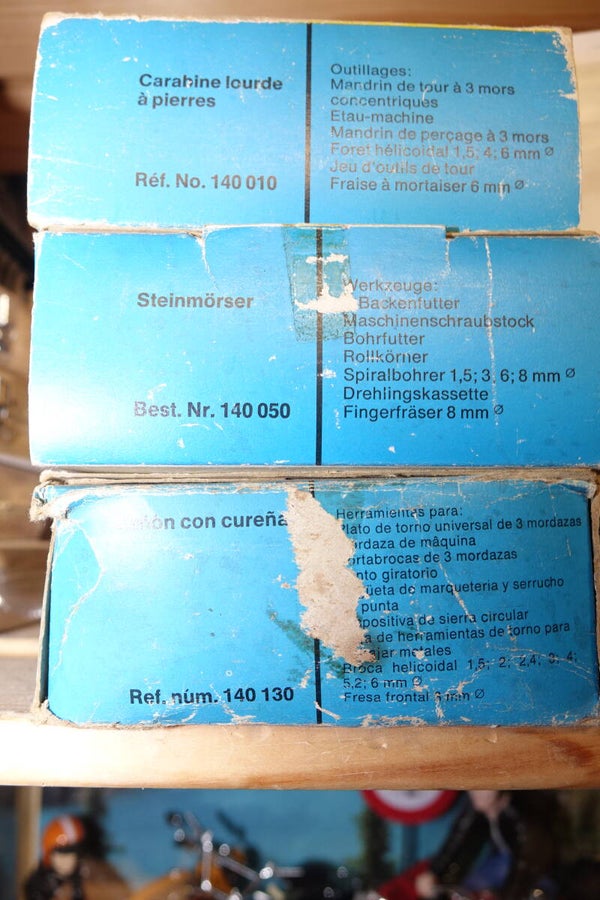 Carabine lourde
à pierres
Réf. No. 140 010
Outillages:
Mandrin de tour à 3 mors
concentriques
Etau-machine
Mandrin de perçage à 3 mors
Foret hélicoidal 1,5; 4; 6 mm Ø
Jeu d'outils de tour
Fraise à mortaiser 6 mm Ø
Steinmörser
Best. Nr. 140 050
Werkzeuge:
Backenfutter
Maschinenschraubstock
Bohrfutter
Rollkörner
Spiralbohrer 1,5; 3, 6; 8 mm Ø
Drehlingskassette
Fingerfräser 8 mm Ø
con cureña
Ref. núm. 140 130
Herramientas para:
Plato de torno universal de 3 mordazas
de mâquina
de 3 mordazas
giratorio
de marqueteria y serrucho
punta
de sierra circular
de herramientas de torno para
metales
Broca helicoidal 1,5; 2; 2,4; 3; 4;
5,2; 6 mm Ø
Fresa frontal mm Ø